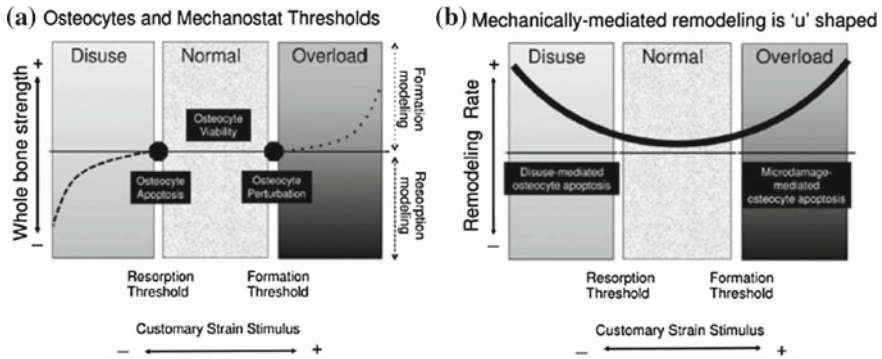 (a) Osteocytes and Mechanostat Thresholds
Disuse
Normal
Overload
+
Whole bone strength
−
Osteocyte
Viability
Osteocyte
Apoptosis
Osteocyte
Perturbation
Formation
modeling
Resorption
modeling
Resorption
Threshold
Formation
Threshold
Customary Strain Stimulus
− +
(b) Mechanically-mediated remodeling is 'u' shaped
Disuse
Normal
Overload
+
Remodeling Rate
−
Disuse-mediated
osteocyte apoptosis
Microdamage-
mediated
osteocyte apoptosis
Resorption
Threshold
Formation
Threshold
Customary Strain Stimulus
− +